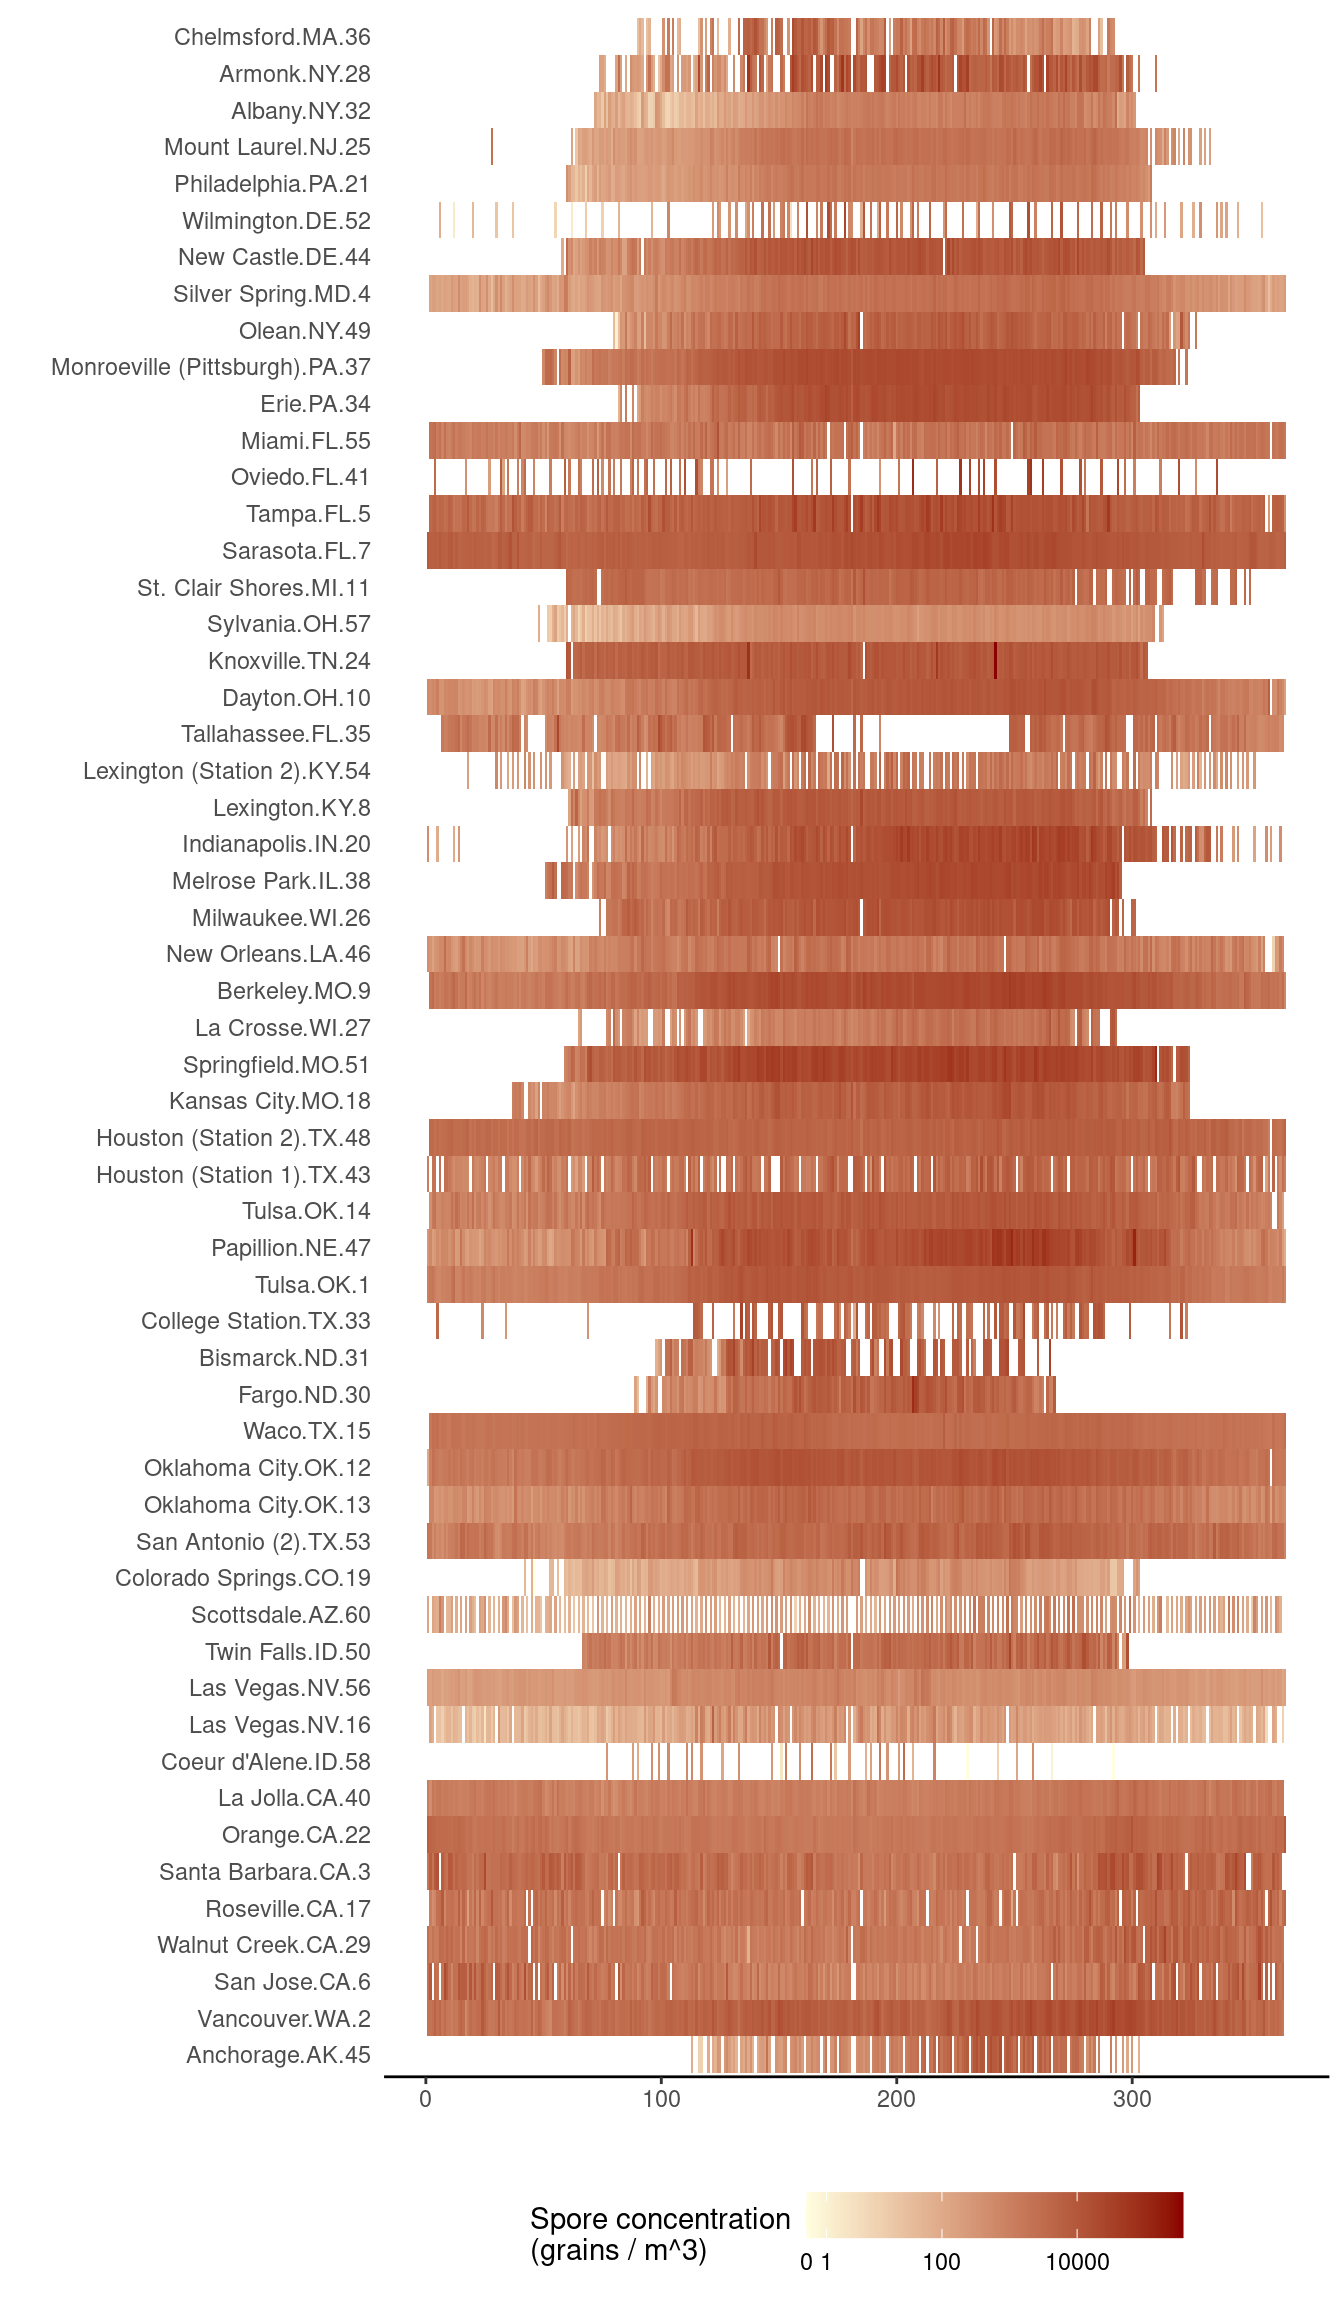 Chelmsford.MA.36
Armonk.NY.28
Albany.NY.32
Mount Laurel.NJ.25
Philadelphia.PA.21
Wilmington.DE.52
New Castle.DE.44
Silver Spring.MD.4
Olean.NY.49
Monroeville (Pittsburgh).PA.37
Erie.PA.34
Miami.FL.55
Oviedo.FL.41
Tampa.FL.5
Sarasota.FL.7
St. Clair Shores.MI.11
Sylvania.OH.57
Knoxville.TN.24
Dayton.OH.10
Tallahassee.FL.35
Lexington (Station 2).KY.54
Lexington.KY.8
Indianapolis.IN.20
Melrose Park.IL.38
Milwaukee.WI.26
New Orleans.LA.46
Berkeley.MO.9
La Crosse.WI.27
Springfield.MO.51
Kansas City.MO.18
Houston (Station 2).TX.48
Houston (Station 1).TX.43
Tulsa.OK.14
Papillion.NE.47
Tulsa.OK.1
College Station.TX.33
Bismarck.ND.31
Fargo.ND.30
Waco.TX.15
Oklahoma City.OK.12
Oklahoma City.OK.13
San Antonio (2).TX.53
Colorado Springs.CO.19
Scottsdale.AZ.60
Twin Falls.ID.50
Las Vegas.NV.56
Las Vegas.NV.16
Coeur d'Alene.ID.58
La Jolla.CA.40
Orange.CA.22
Santa Barbara.CA.3
Roseville.CA.17
Walnut Creek.CA.29
San Jose.CA.6
Vancouver.WA.2
Anchorage.AK.45
0 100 200 300
Spore concentration
(grains / m^3)
0 1 100 10000